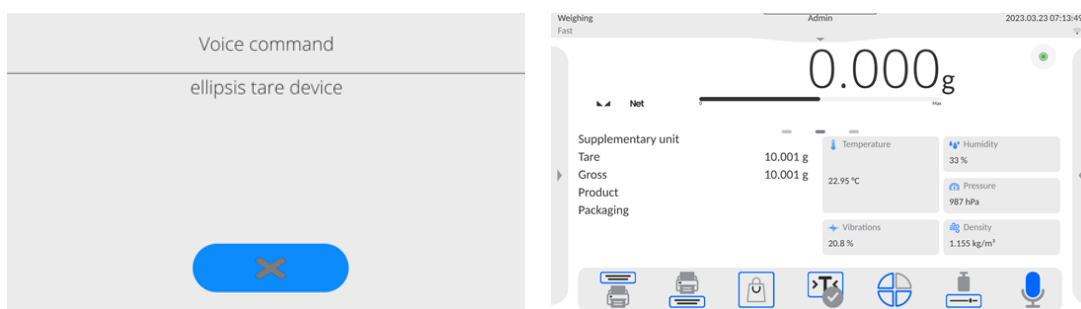 Voice command
ellipsis tare device
Weighing Admin 2023.03.23 07:13:49
Fast
0.000g
Net 0 Max
Supplementary unit
Tare 10.001 g
Gross 10.001 g
Product
Packaging
Temperature
22.95 °C
Humidity
33 %
Pressure
987 hPa
Vibrations
20.8 %
Density
1.155 kg/m³
>T<